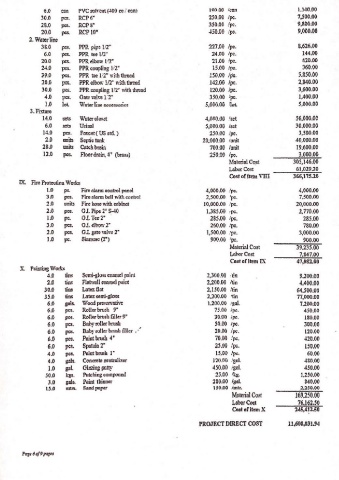 6.0 can PVC solvent (400 cc / can) 190.00 /can 1,140.00
30.0 pcs. RCP 6" 250.00 /pc. 7,500.00
28.0 pcs. RCP 8" 350.00 /pc. 9,800.00
20.0 pcs. RCP 10" 450.00 /pc. 9,000.00
2. Water line
38.0 pcs. PPR pipe 1/2" 227.00 /pc. 8,626.00
6.0 pcs. PPR tee 1/2" 24.00 /pc. 144.00
20.0 pcs. PPR elbow 1/2" 21.00 /pc. 420.00
24.0 pcs. PPR coupling 1/2" 15.00 /pc. 360.00
39.0 pcs. PPR tee 1/2" with thread 150.00 /pc. 5,850.00
20.0 pcs. PPR elbow 1/2" with thread 142.00 /pc. 2,840.00
30.0 pcs. PPR coupling 1/2" with thread 120.00 /pc. 3,600.00
4.0 pcs. Gate valve 1/2" 350.00 /pc. 1,400.00
1.0 lot. Water line accessories 5,000.00 /lot. 5,000.00
3. Fixture
14.0 sets Water closet 4,000.00 /set 56,000.00
6.0 sets Urinal 5,000.00 /set 30,000.00
14.0 pcs. Faucet ( US std. ) 250.00 /pc. 3,500.00
2.0 units Septic tank 20,000.00 /unit 40,000.00
28.0 units Catch basin 700.00 /unit 19,600.00
12.0 pcs. Floor drain, 4" (brass) 250.00 /pc. 3,000.00
Material Cost 305,146.00
Labor Cost 61,029.20
Cost of item VIII 366,175.20
IX. Fire Protection Works
1.0 pc. Fire alarm control panel 4,000.00 /pc. 4,000.00
3.0 pcs. Fire alarm bell with control 2,500.00 /pc. 7,500.00
2.0 units Fire hose with cabinet 10,000.00 20,000.00
2.0 pcs. G.I. Pipe 2" S-40 1,385.00 /pc. 2,770.00
1.0 pc. G.I. Tee 2" 285.00 /pc. 285.00
3.0 pcs. G.I. elbow 2" 260.00 /pc. 780.00
2.0 pcs. G.I. gate valve 2" 1,500.00 /pc. 3,000.00
1.0 pc. Siamese (2") 900.00 /pc. 900.00
Material Cost 39,235.00
Labor Cost 7,847.00
Cost of item IX 47,082.00
X. Painting Works
4.0 tins Semi-gloss enamel paint 2,300.00 /tin 9,200.00
2.0 tins Flatwall enamel paint 2,200.00 /tin 4,400.00
30.0 tins Latex flat 2,150.00 /tin 64,500.00
35.0 tins Latex semi-gloss 2,200.00 /tin 77,000.00
6.0 gals. Wood preservative 1,200.00 /gal. 7,200.00
6.0 pcs. Roller brush 9" 75.00 /pc. 450.00
6.0 pcs. Roller brush filler 9" 30.00 /pc. 180.00
6.0 pcs. Baby roller brush 50.00 /pc. 300.00
6.0 pcs. Baby roller brush filler 20.00 /pc. 120.00
6.0 pcs. Paint brush 4" 70.00 /pc. 420.00
6.0 pcs. Spatula 2" 25.00 /pc. 150.00
4.0 pcs. Paint brush 1" 15.00 /pc. 60.00
4.0 gals. Concrete neutralizer 120.00 /gal. 480.00
1.0 gal. Glazing putty 450.00 /gal. 450.00
50.0 kgs. Patching compound 25.00 /kg. 1,250.00
3.0 gals. Paint thinner 280.00 /gal. 840.00
15.0 mtrs. Sand paper 150.00 /mtr. 2,250.00
Material Cost 169,250.00
Labor Cost 76,162.50
Cost of item X 245,412.50
PROJECT DIRECT COST 11,600,831.94
Page 6 of 9 pages